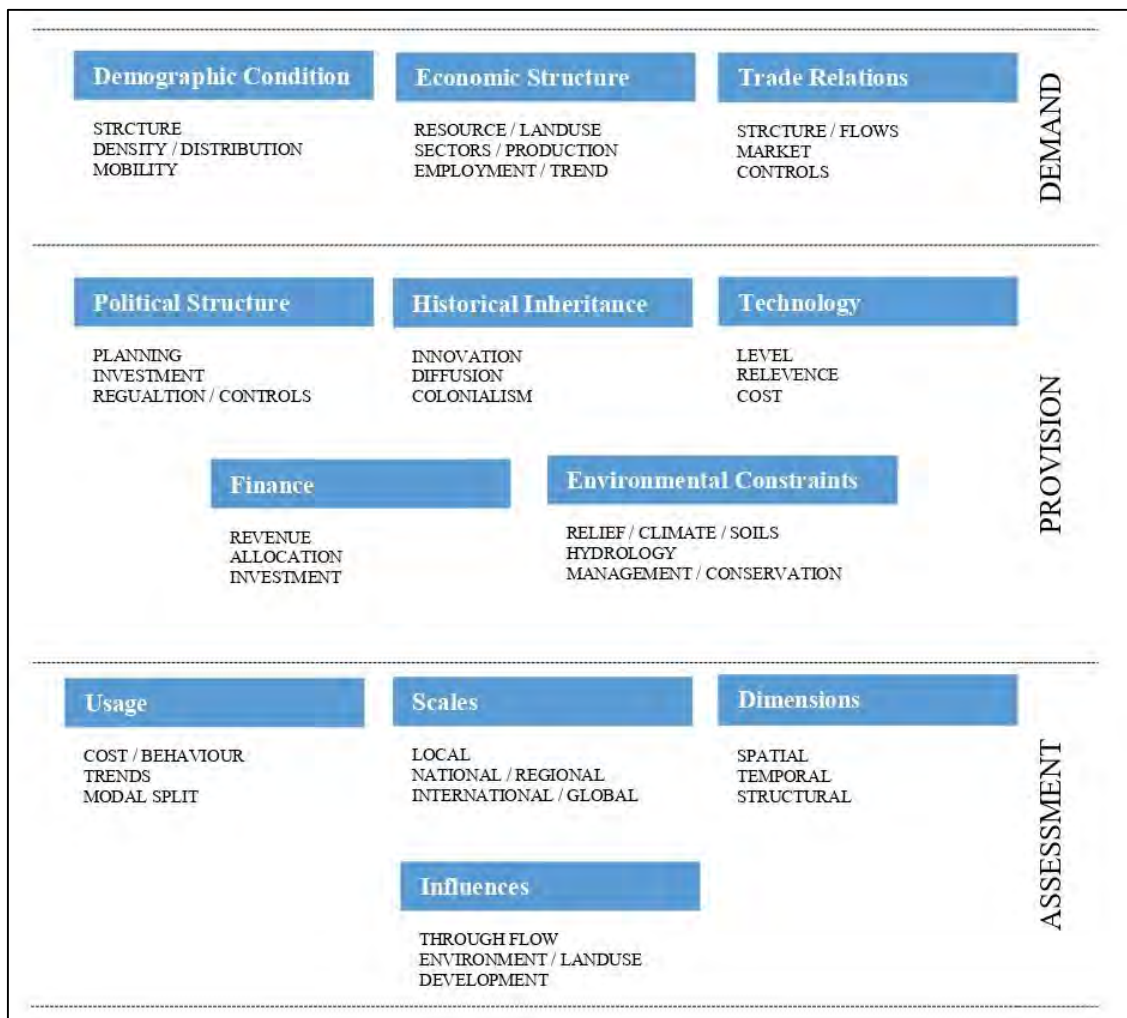 Demographic Condition
STRCTURE
DENSITY / DISTRIBUTION
MOBILITY
Economic Structure
RESOURCE / LANDUSE
SECTORS / PRODUCTION
EMPLOYMENT / TREND
Trade Relations
STRCTURE / FLOWS
MARKET
CONTROLS
DEMAND
Political Structure
PLANNING
INVESTMENT
REGUALTION / CONTROLS
Historical Inheritance
INNOVATION
DIFFUSION
COLONIALISM
Technology
LEVEL
RELEVENCE
COST
Finance
REVENUE
ALLOCATION
INVESTMENT
Environmental Constraints
RELIEF / CLIMATE / SOILS
HYDROLOGY
MANAGEMENT / CONSERVATION
PROVISION
Usage
COST / BEHAVIOUR
TRENDS
MODAL SPLIT
Scales
LOCAL
NATIONAL / REGIONAL
INTERNATIONAL / GLOBAL
Dimensions
SPATIAL
TEMPORAL
STRUCTURAL
Influences
THROUGH FLOW
ENVIRONMENT / LANDUSE
DEVELOPMENT
ASSESSMENT